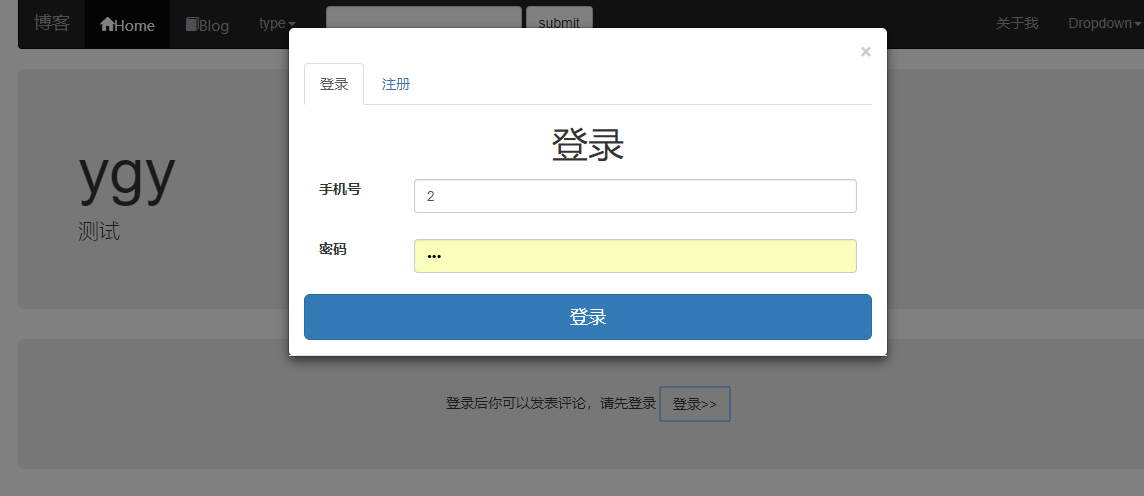 博客 Home Blog type submit 关于我 Dropdown
×
登录 注册
登录
手机号 2
密码 •••
登录
ygy
测试
登录后你可以发表评论，请先登录 登录>>